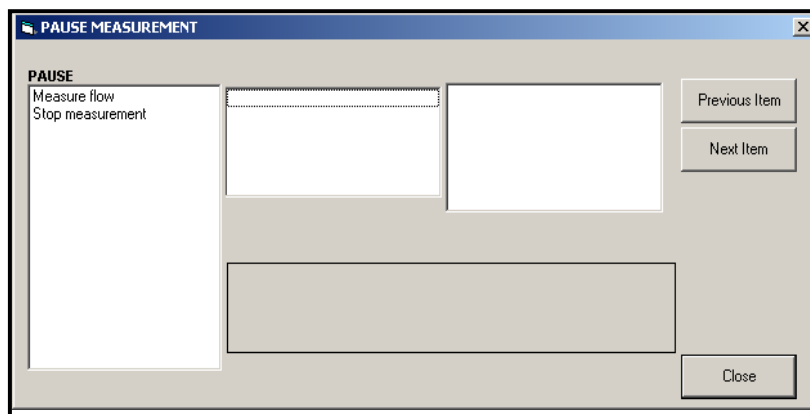 PAUSE MEASUREMENT
PAUSE
Measure flow
Stop measurement
Previous Item
Next Item
Close